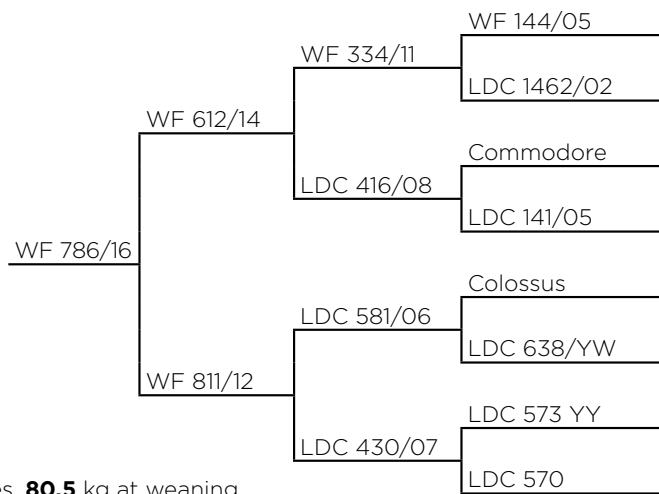 WF 144/05
WF 334/11
LDC 1462/02
WF 612/14
Commodore
LDC 416/08
LDC 141/05
WF 786/16
Colossus
LDC 581/06
LDC 638/YW
WF 811/12
LDC 573 YY
LDC 430/07
LDC 570
80.5 kg at weaning